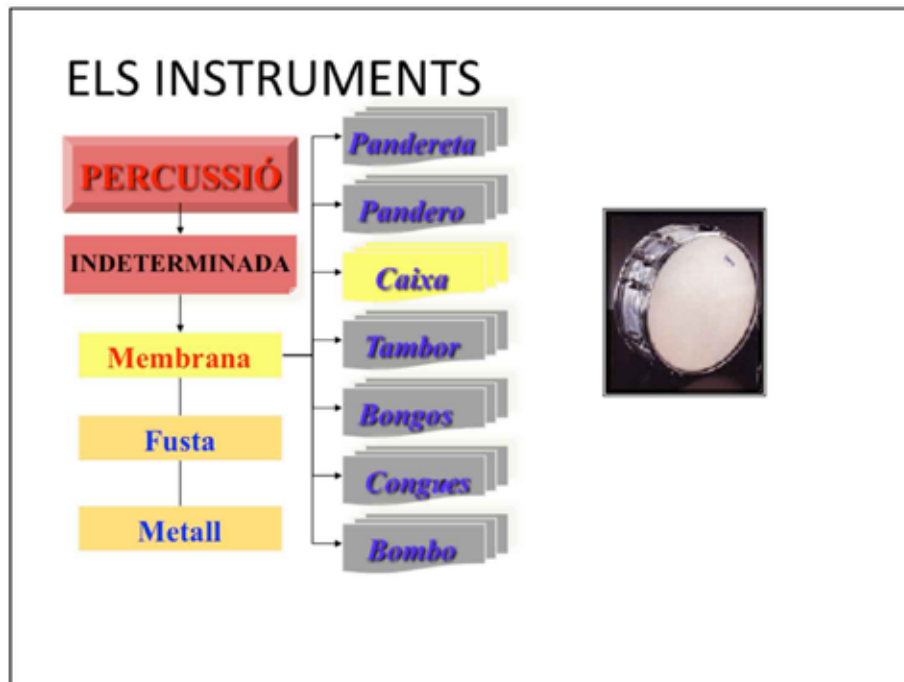 ELS INSTRUMENTS
PERCUSSIÓ
INDETERMINADA
Membrana
Fusta
Metall
Pandereta
Pandero
Caixa
Tambor
Bongos
Congues
Bombo